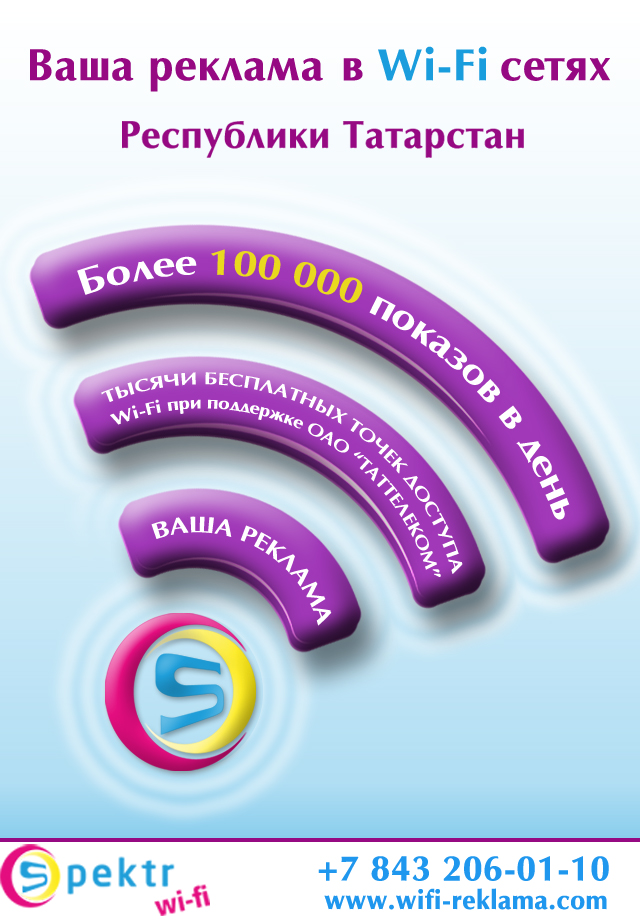 Ваша реклама в Wi-Fi сетях
Республики Татарстан
Более 100 000 показов в день
ТЫСЯЧИ БЕСПЛАТНЫХ ТОЧЕК ДОСТУПА
Wi-Fi при поддержке ОАО “ТАТТЕЛЕКОМ”
ВАША РЕКЛАМА
S
Spektr
wi-fi
+7 843 206-01-10
www.wifi-reklama.com